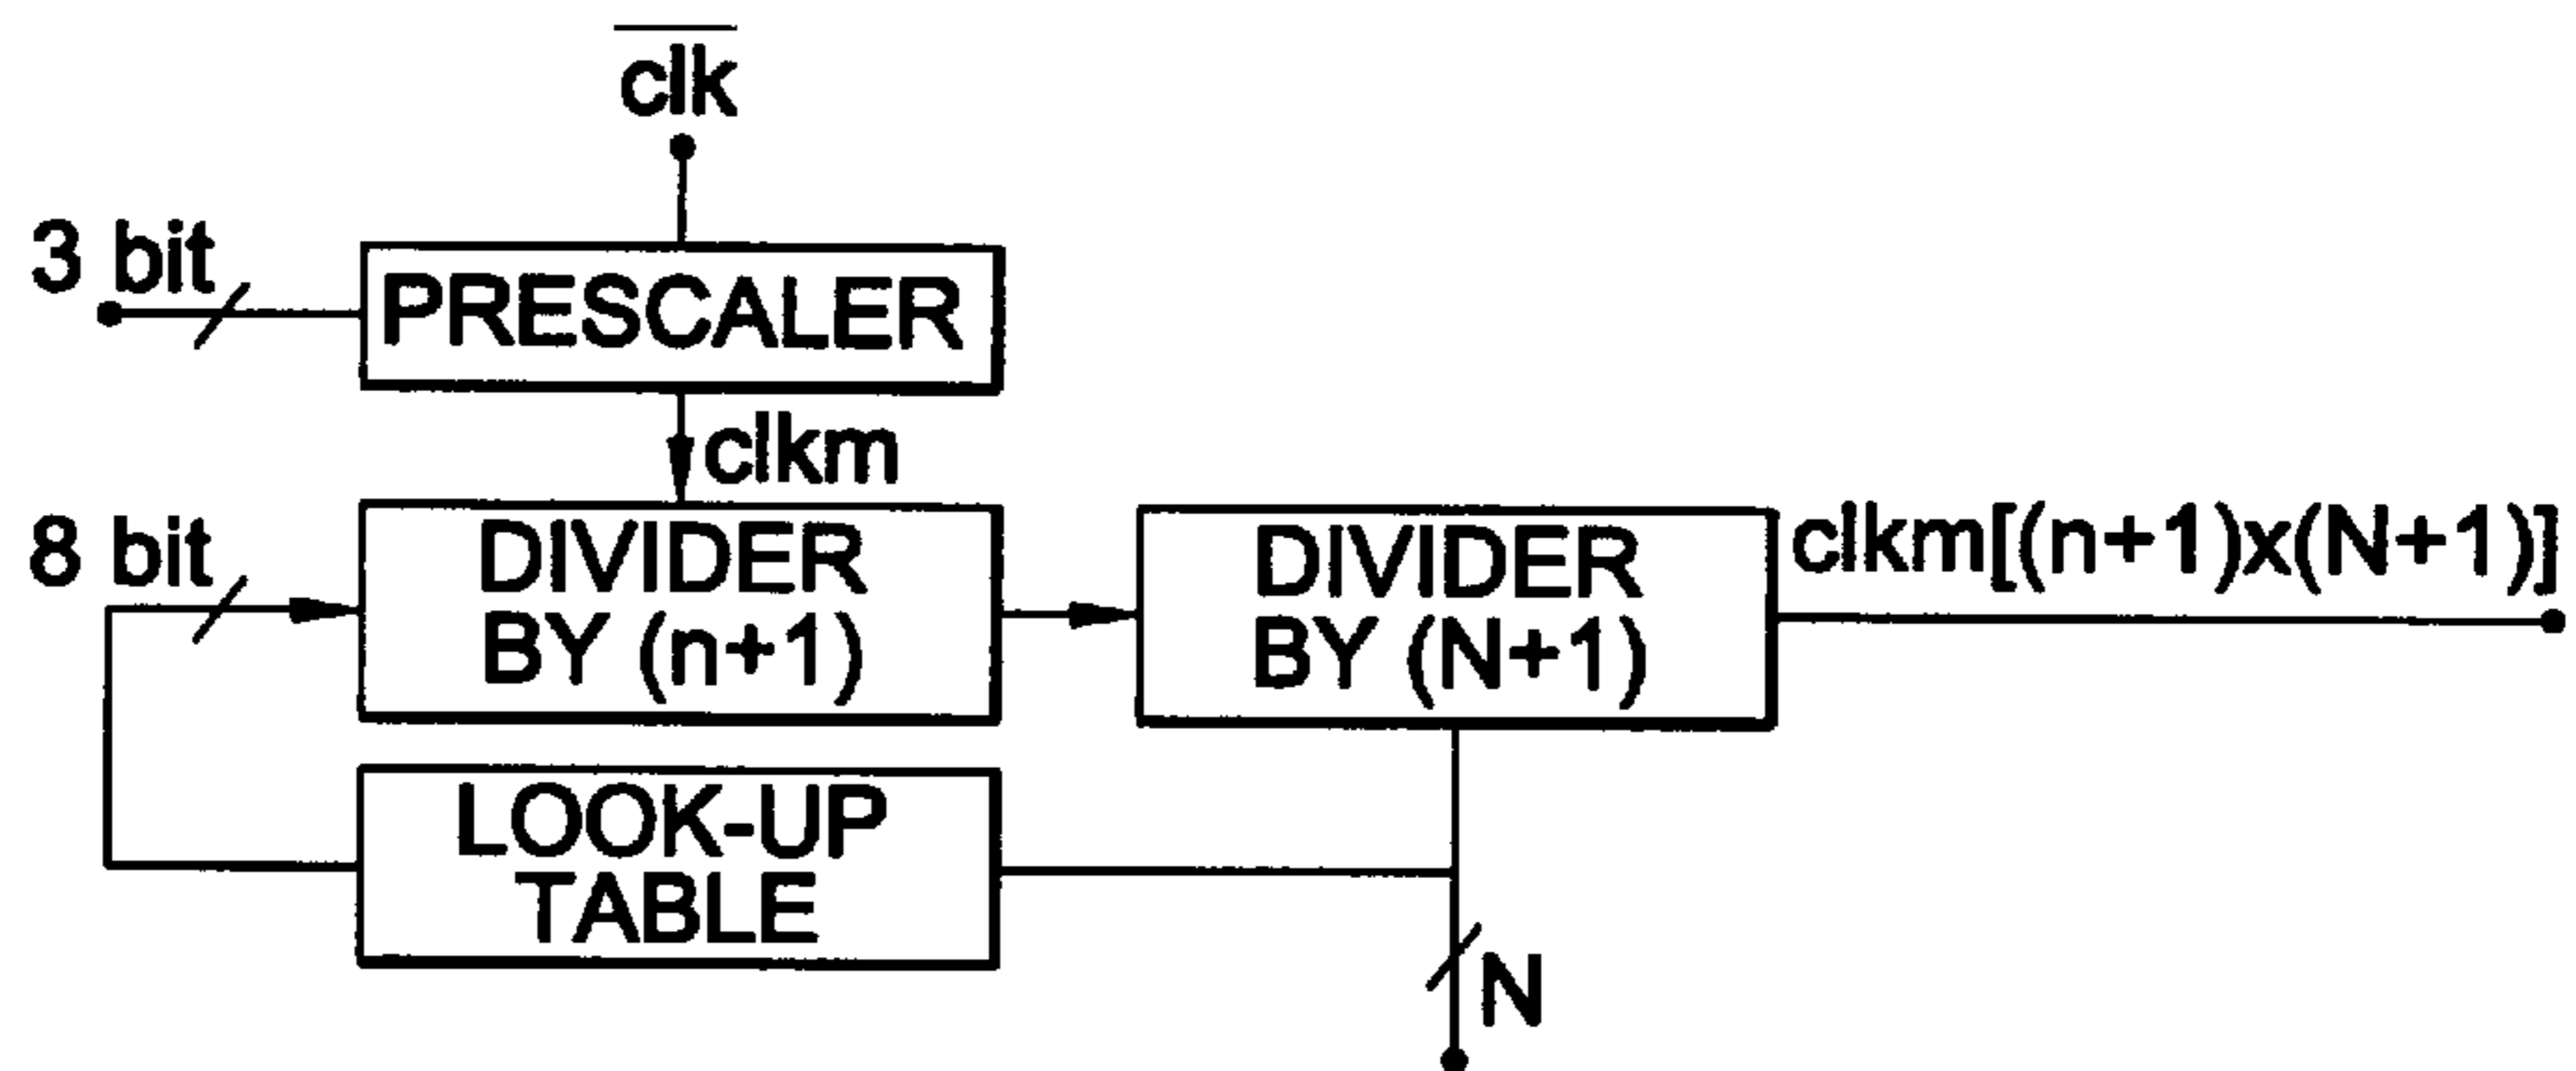 clk
3 bit
PRESCALER
clkm
8 bit
DIVIDER
BY (n+1)
DIVIDER
BY (N+1)
clkm[(n+1)x(N+1)]
LOOK-UP
TABLE
N